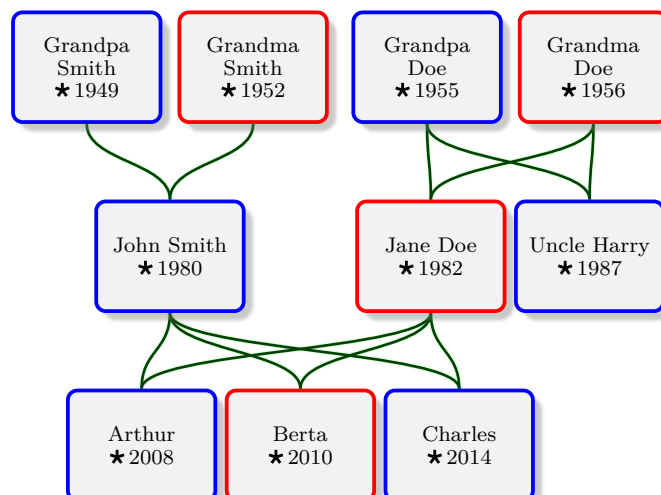 Grandpa
Smith
★1949
Grandma
Smith
★1952
Grandpa
Doe
★1955
Grandma
Doe
★1956
John Smith
★1980
Jane Doe
★1982
Uncle Harry
★1987
Arthur
★2008
Berta
★2010
Charles
★2014